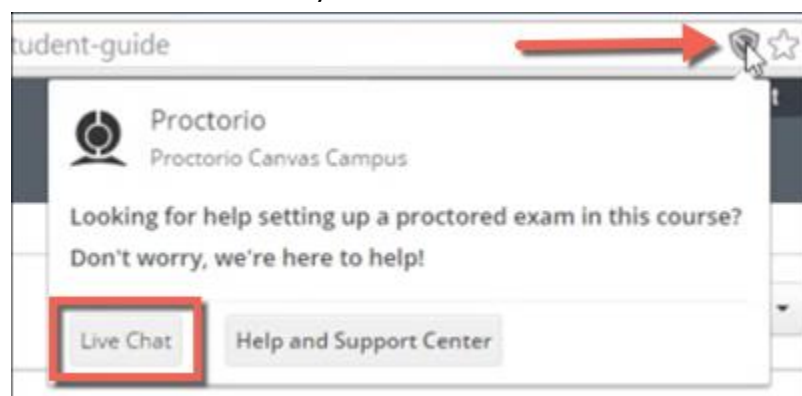 tudent-guide
t
Proctorio
Proctorio Canvas Campus
Looking for help setting up a proctored exam in this course?
Don't worry, we're here to help!
Live Chat
Help and Support Center